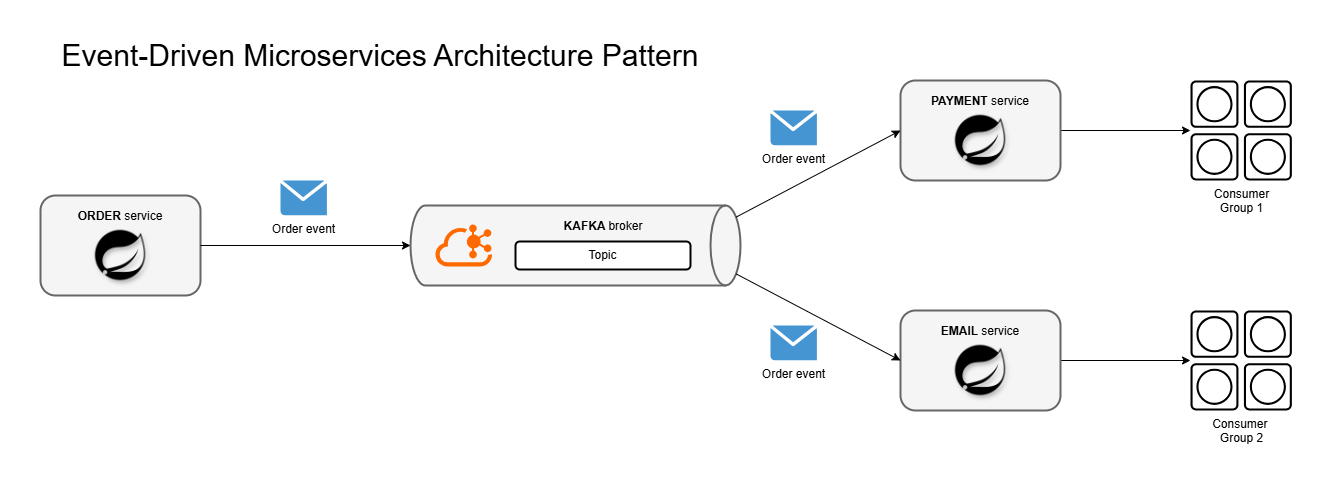 Event-Driven Microservices Architecture Pattern
ORDER service
Order event
KAFKA broker
Topic
Order event
PAYMENT service
Consumer
Group 1
Order event
EMAIL service
Consumer
Group 2